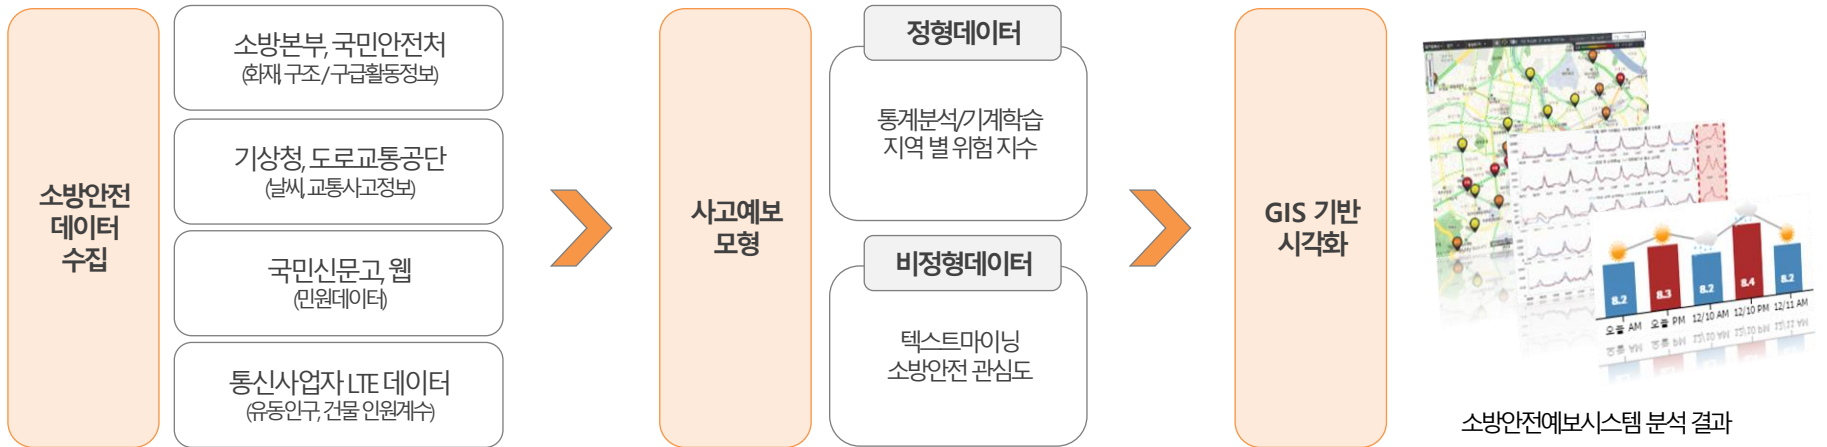 소방안전
데이터
수집
소방본부, 국민안전처
(화재, 구조 / 구급활동정보)
기상청, 도로교통공단
(날씨, 교통사고정보)
국민신문고, 웹
(민원데이터)
통신사업자 LTE 데이터
(유동인구, 건물 인원계수)
사고예보
모형
정형데이터
통계분석/기계학습
지역 별 위험 지수
비정형데이터
텍스트마이닝
소방안전 관심도
GIS 기반
시각화
8.2 8.3 8.2 8.4 8.2
오늘 AM 오늘 PM 12/10 AM 12/10 PM 12/11 AM
소방안전예보시스템 분석 결과